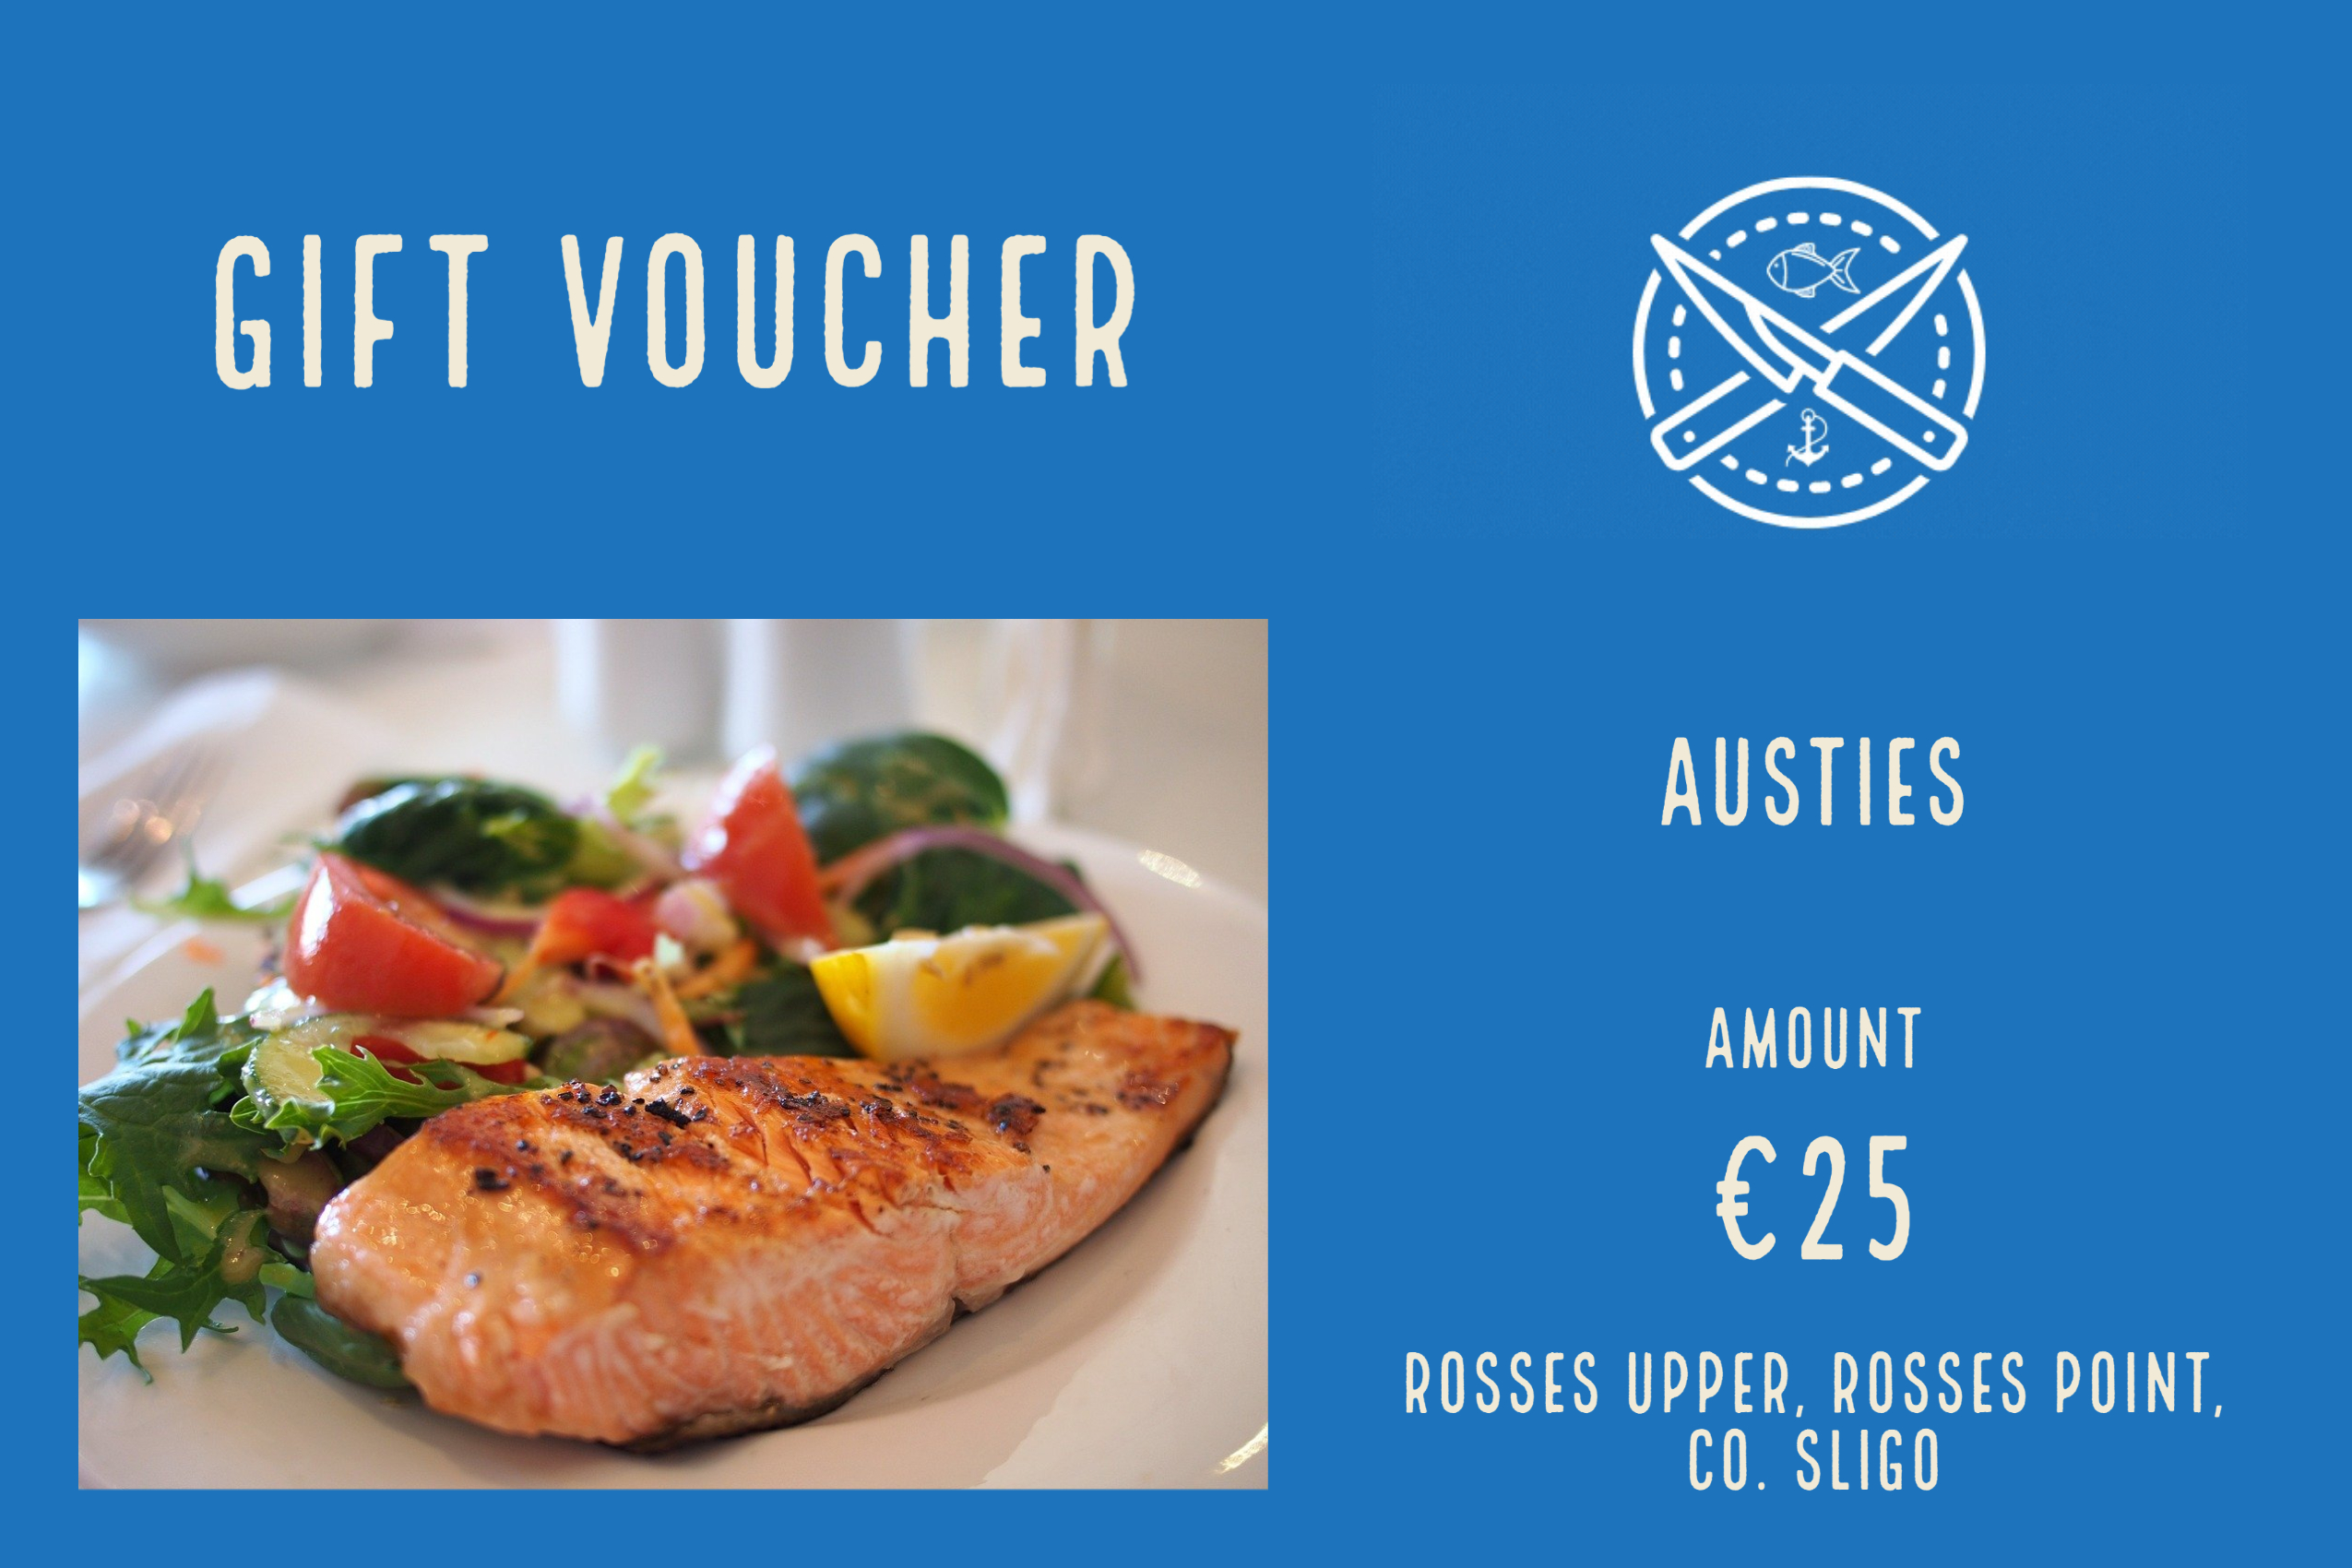 GIFT VOUCHER
AUSTIES
AMOUNT
€25
ROSSES UPPER, ROSSES POINT,
CO. SLIGO